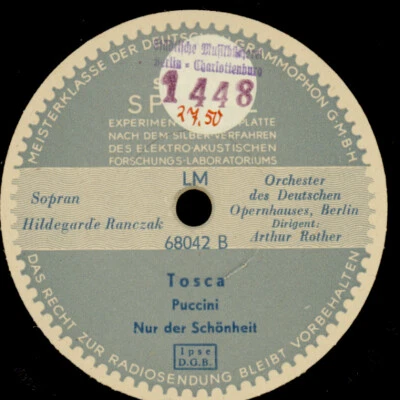 MEISTERKLASSE DER DEUTSCHEN GRAMMOPHON G·M·B·H
Städtische Musikbücherei
Berlin - Charlottenburg
1448
27,50
NACH DEM SILBER-VERFAHREN
DES ELEKTRO-AKUSTISCHEN
FORSCHUNGS-LABORATORIUMS
LM
Sopran
Hildegarde Ranczak
Orchester
des Deutschen
Opernhauses, Berlin
Dirigent:
Arthur Rother
68042 B
Tosca
Puccini
Nur der Schönheit
Ipse
D.G.B.
DAS RECHT ZUR RADIOSENDUNG BLEIBT VORBEHALTEN